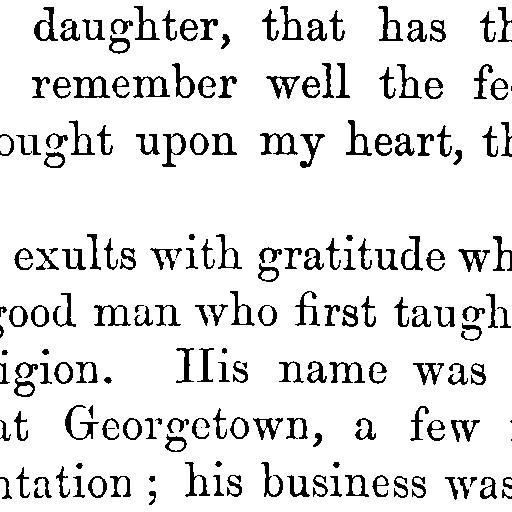 daughter, that has th
remember well the fe
ought upon my heart, th
exults with gratitude wh
good man who first taugh
igion. His name was
at Georgetown, a few
ntation ; his business was